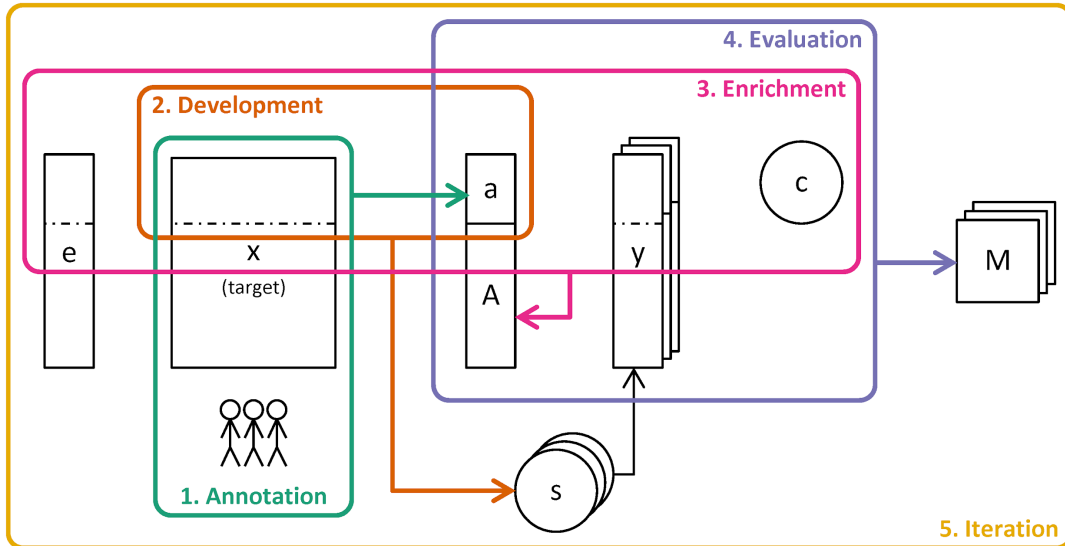 4. Evaluation
3. Enrichment
2. Development
a
c
e
x
(target)
y
A
M
s
1. Annotation
5. Iteration